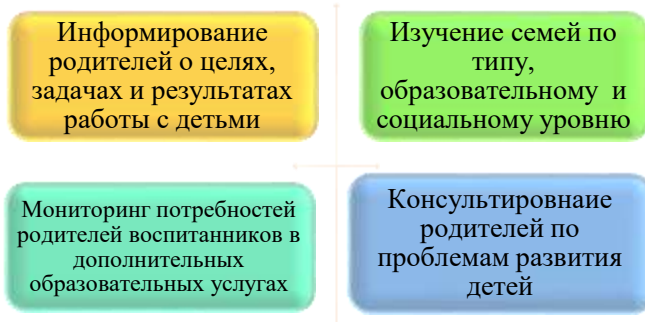 Информирование
родителей о целях,
задачах и результатах
работы с детьми
Изучение семей по
типу,
образовательному и
социальному уровню
Мониторинг потребностей
родителей воспитанников в
дополнительных
образовательных услугах
Консультировнаие
родителей по
проблемам развития
детей